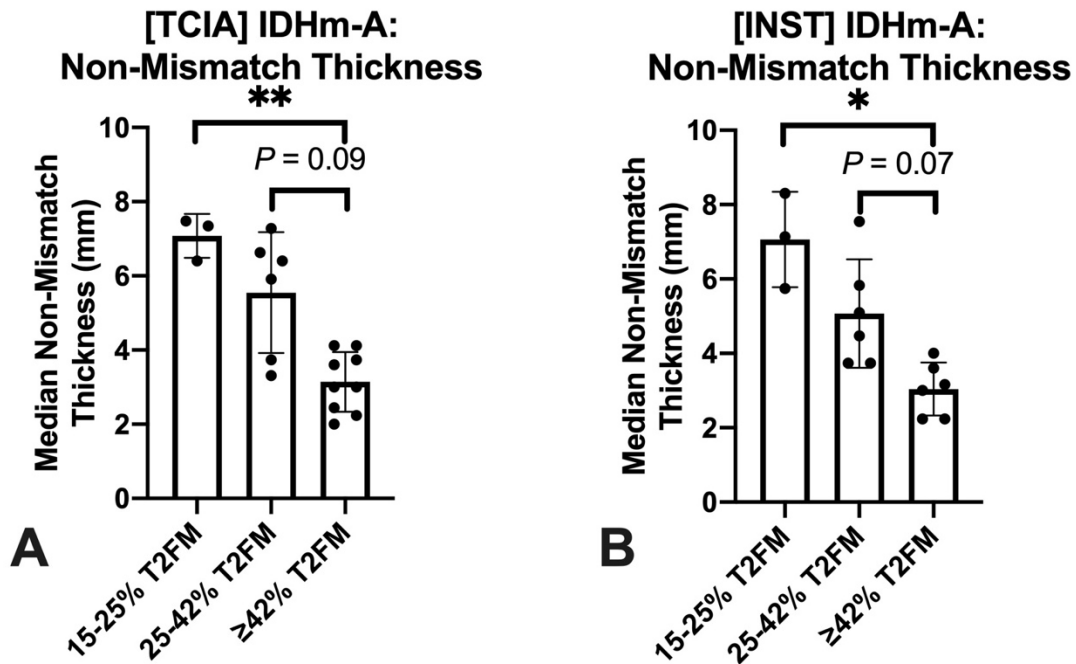 [TCIA] IDHm-A:
Non-Mismatch Thickness
**
P = 0.09
10
8
6
4
2
0
Median Non-Mismatch
Thickness (mm)
15-25% T2FM
25-42% T2FM
≥42% T2FM
A
[INST] IDHm-A:
Non-Mismatch Thickness
*
P = 0.07
10
8
6
4
2
0
Median Non-Mismatch
Thickness (mm)
15-25% T2FM
25-42% T2FM
≥42% T2FM
B